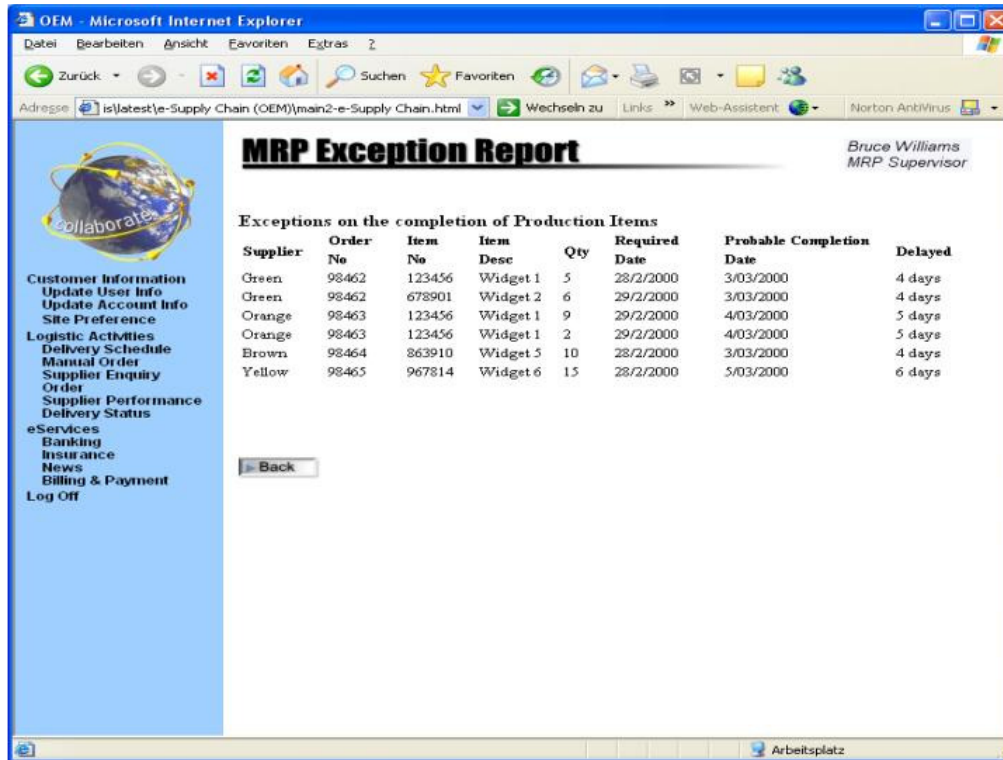 OEM - Microsoft Internet Explorer
Datei Bearbeiten Ansicht Favoriten Extras ?
Zurück Suchen Favoriten
Adresse is\latest\e-Supply Chain (OEM)\main2-e-Supply Chain.html Wechseln zu Links » Web-Assistent Norton AntiVirus
collaborate
Customer Information
Update User Info
Update Account Info
Site Preference
Logistic Activities
Delivery Schedule
Manual Order
Supplier Enquiry
Order
Supplier Performance
Delivery Status
eServices
Banking
Insurance
News
Billing & Payment
Log Off
MRP Exception Report
Bruce Williams
MRP Supervisor
Exceptions on the completion of Production Items
Supplier Order No Item No Item Desc Qty Required Date Probable Completion Date Delayed
Green 98462 123456 Widget 1 5 28/2/2000 3/03/2000 4 days
Green 98462 678901 Widget 2 6 29/2/2000 3/03/2000 4 days
Orange 98463 123456 Widget 1 9 29/2/2000 4/03/2000 5 days
Orange 98463 123456 Widget 1 2 29/2/2000 4/03/2000 5 days
Brown 98464 863910 Widget 5 10 28/2/2000 3/03/2000 4 days
Yellow 98465 967814 Widget 6 15 28/2/2000 5/03/2000 6 days
Back
Arbeitsplatz